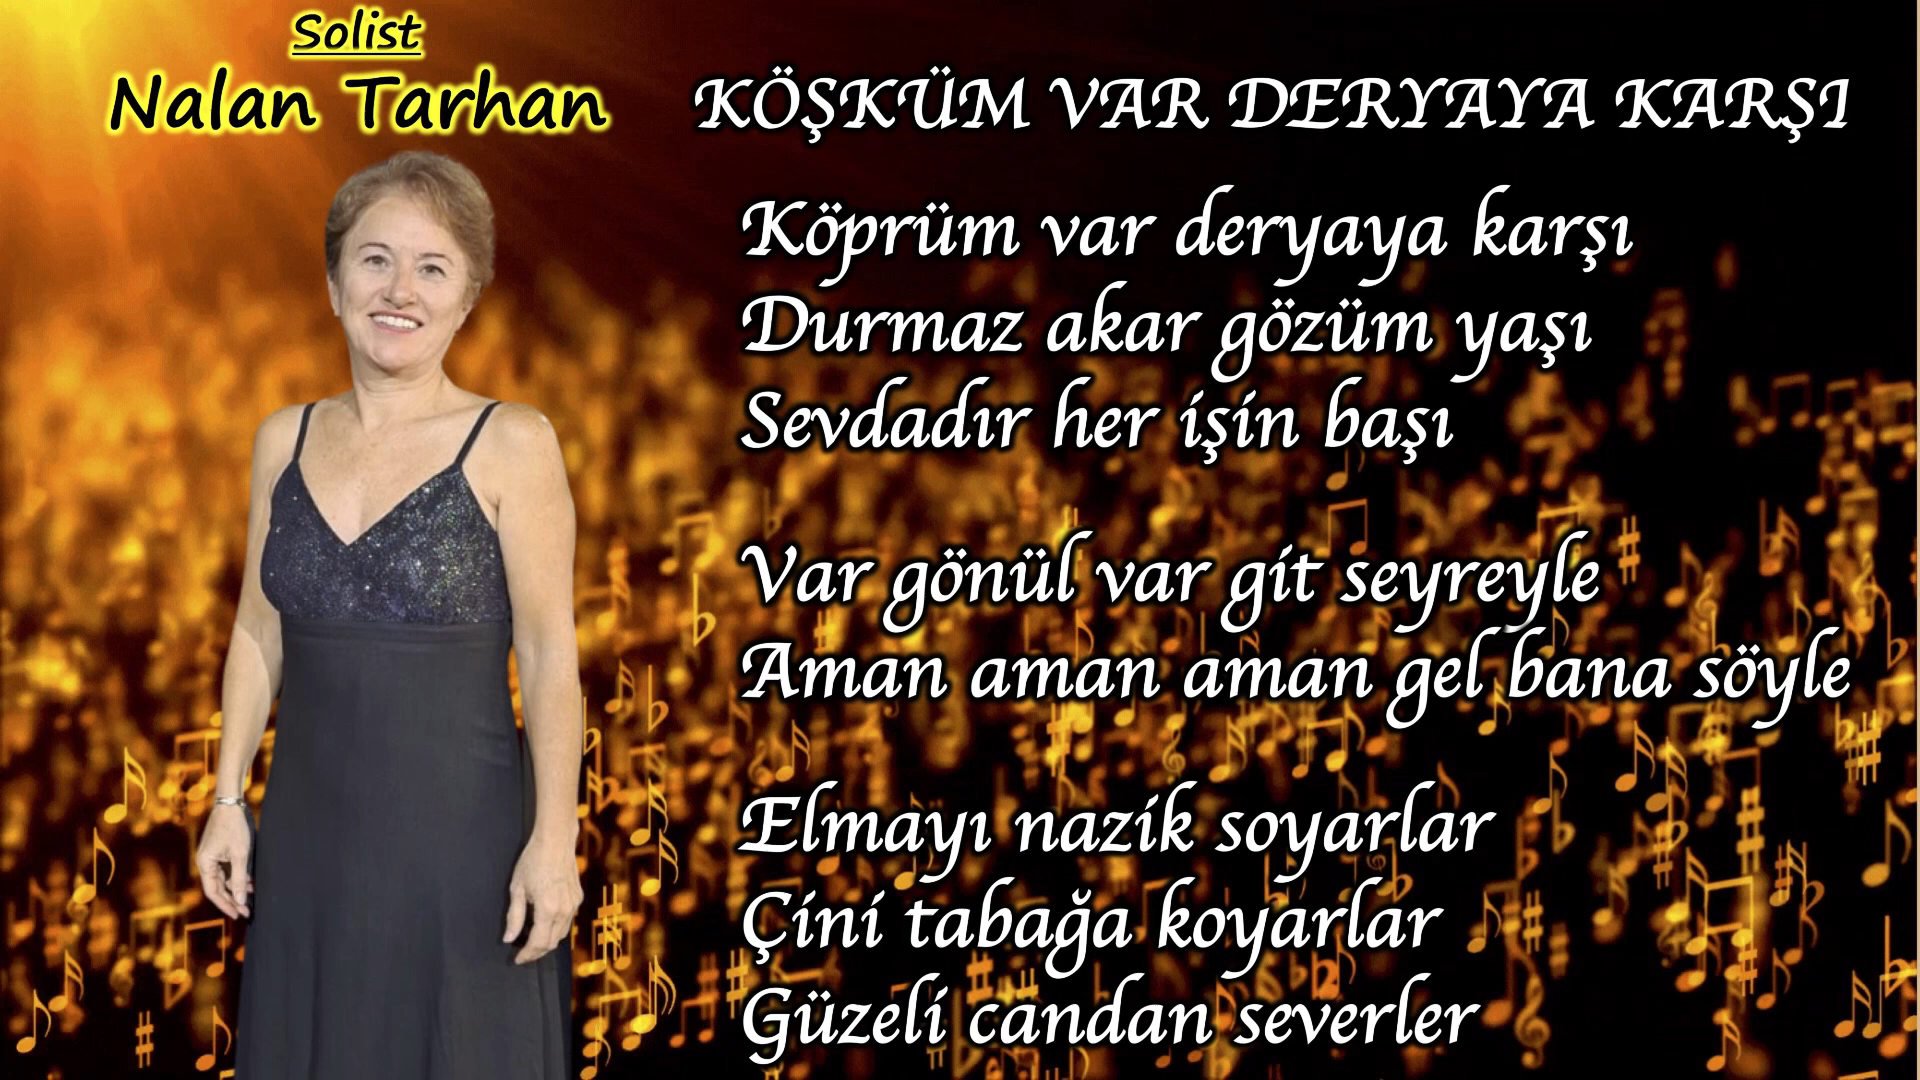 Solist
Nalan Tarhan
KÖŞKÜM VAR DERYAYA KARŞI
Köprüm var deryaya karşı
Durmaz akar gözüm yaşı
Sevdadır her işin başı
Var gönül var git seyreyle
Aman aman aman gel bana söyle
Elmayı nazik soyarlar
Çini tabağa koyarlar
Güzeli candan severler